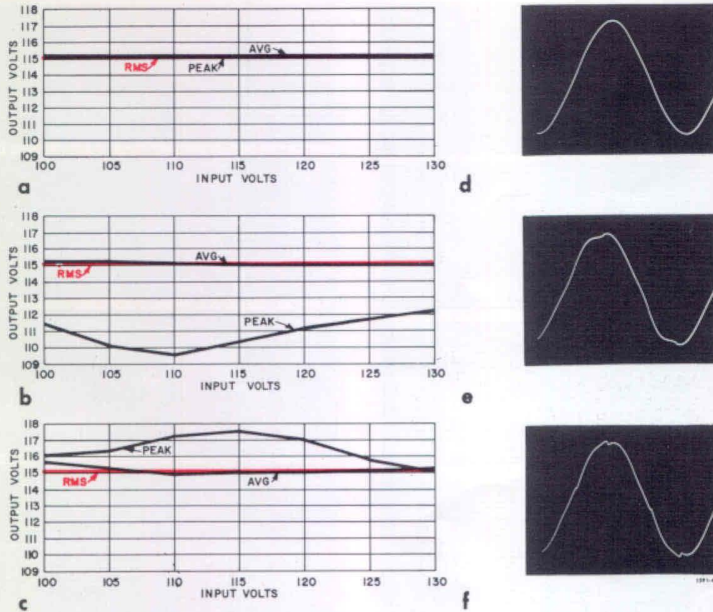 OUTPUT VOLTS
118
117
116
115
114
113
112
111
110
109
AVG
RMS
PEAK
100 105 110 115 120 125 130
INPUT VOLTS
a
d
OUTPUT VOLTS
118
117
116
115
114
113
112
111
110
109
AVG
RMS
PEAK
100 105 110 115 120 125 130
INPUT VOLTS
b
e
OUTPUT VOLTS
118
117
116
115
114
113
112
111
110
109
PEAK
RMS
AVG
100 105 110 115 120 125 130
INPUT VOLTS
c
f